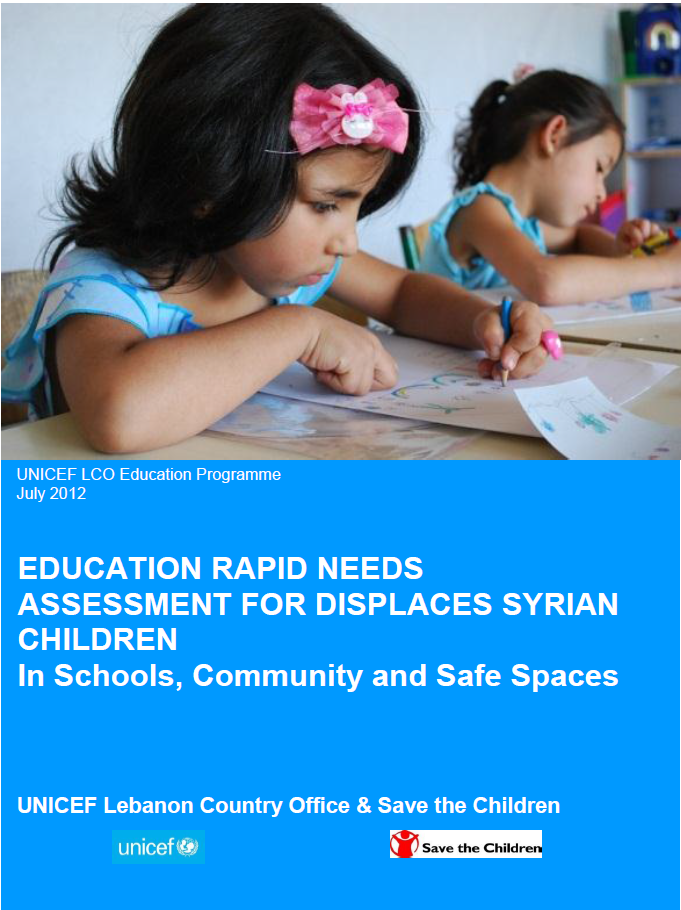 UNICEF LCO Education Programme
July 2012
EDUCATION RAPID NEEDS
ASSESSMENT FOR DISPLACES SYRIAN
CHILDREN
In Schools, Community and Safe Spaces
UNICEF Lebanon Country Office & Save the Children
unicef
Save the Children